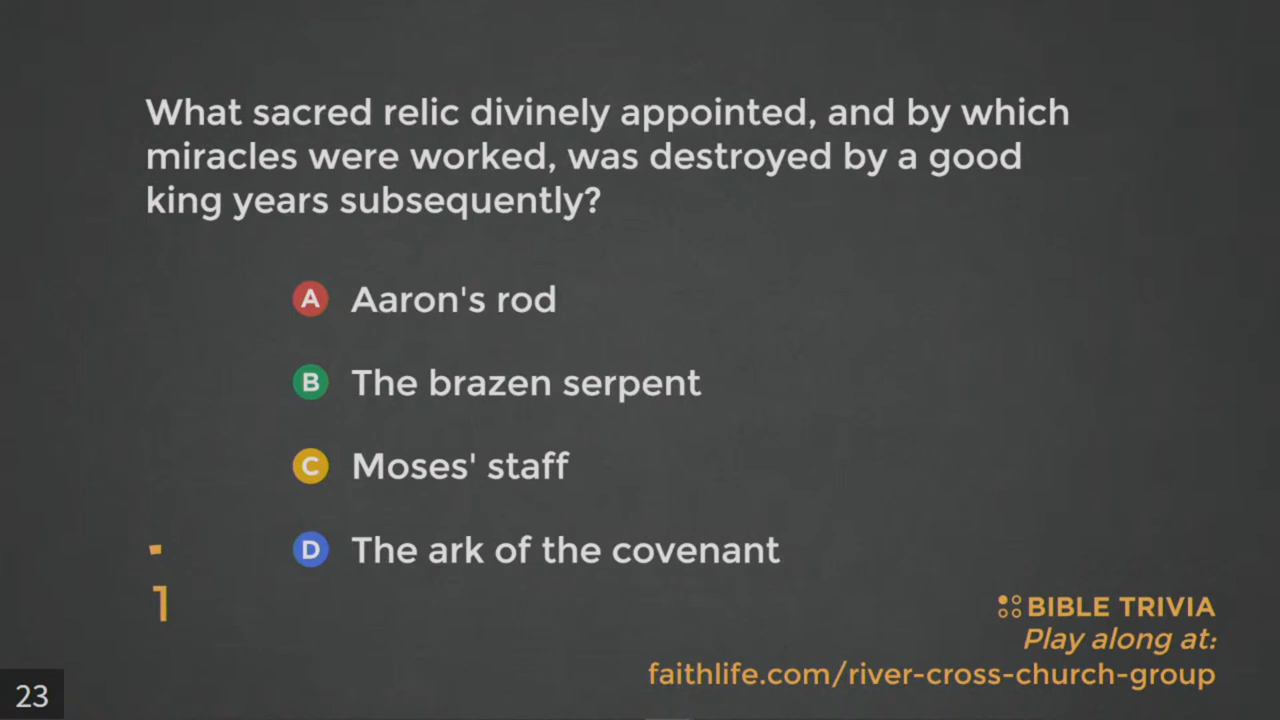 What sacred relic divinely appointed, and by which
miracles were worked, was destroyed by a good
king years subsequently?
A Aaron's rod
B The brazen serpent
C Moses' staff
D The ark of the covenant
1
BIBLE TRIVIA
Play along at:
faithlife.com/river-cross-church-group
23